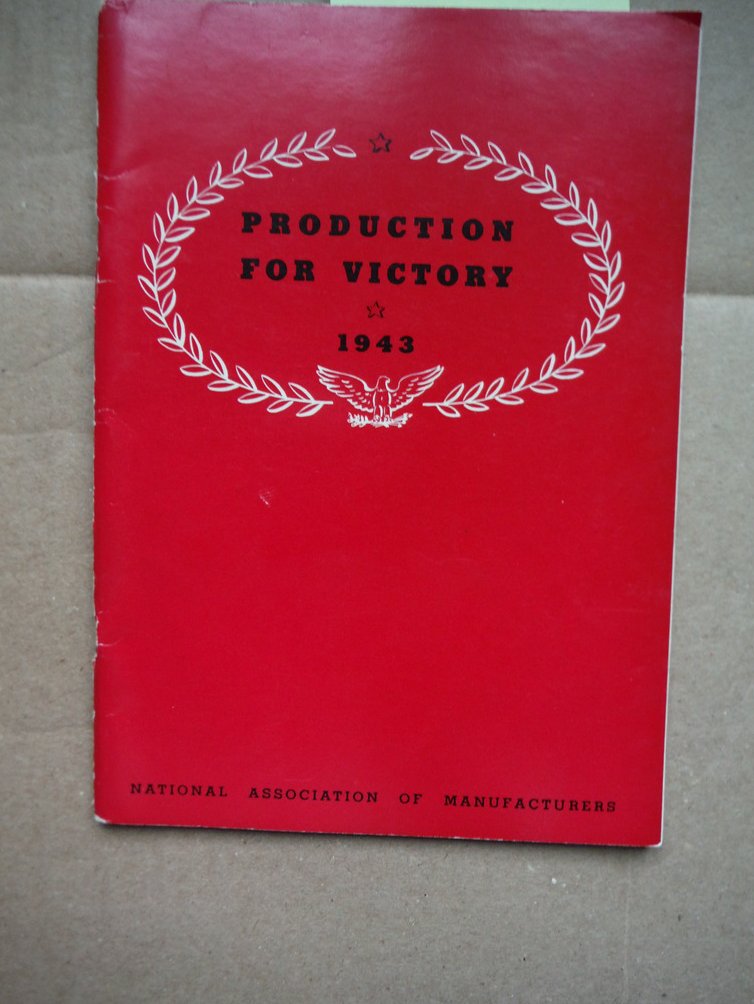 PRODUCTION
FOR VICTORY
1943
NATIONAL ASSOCIATION OF MANUFACTURERS